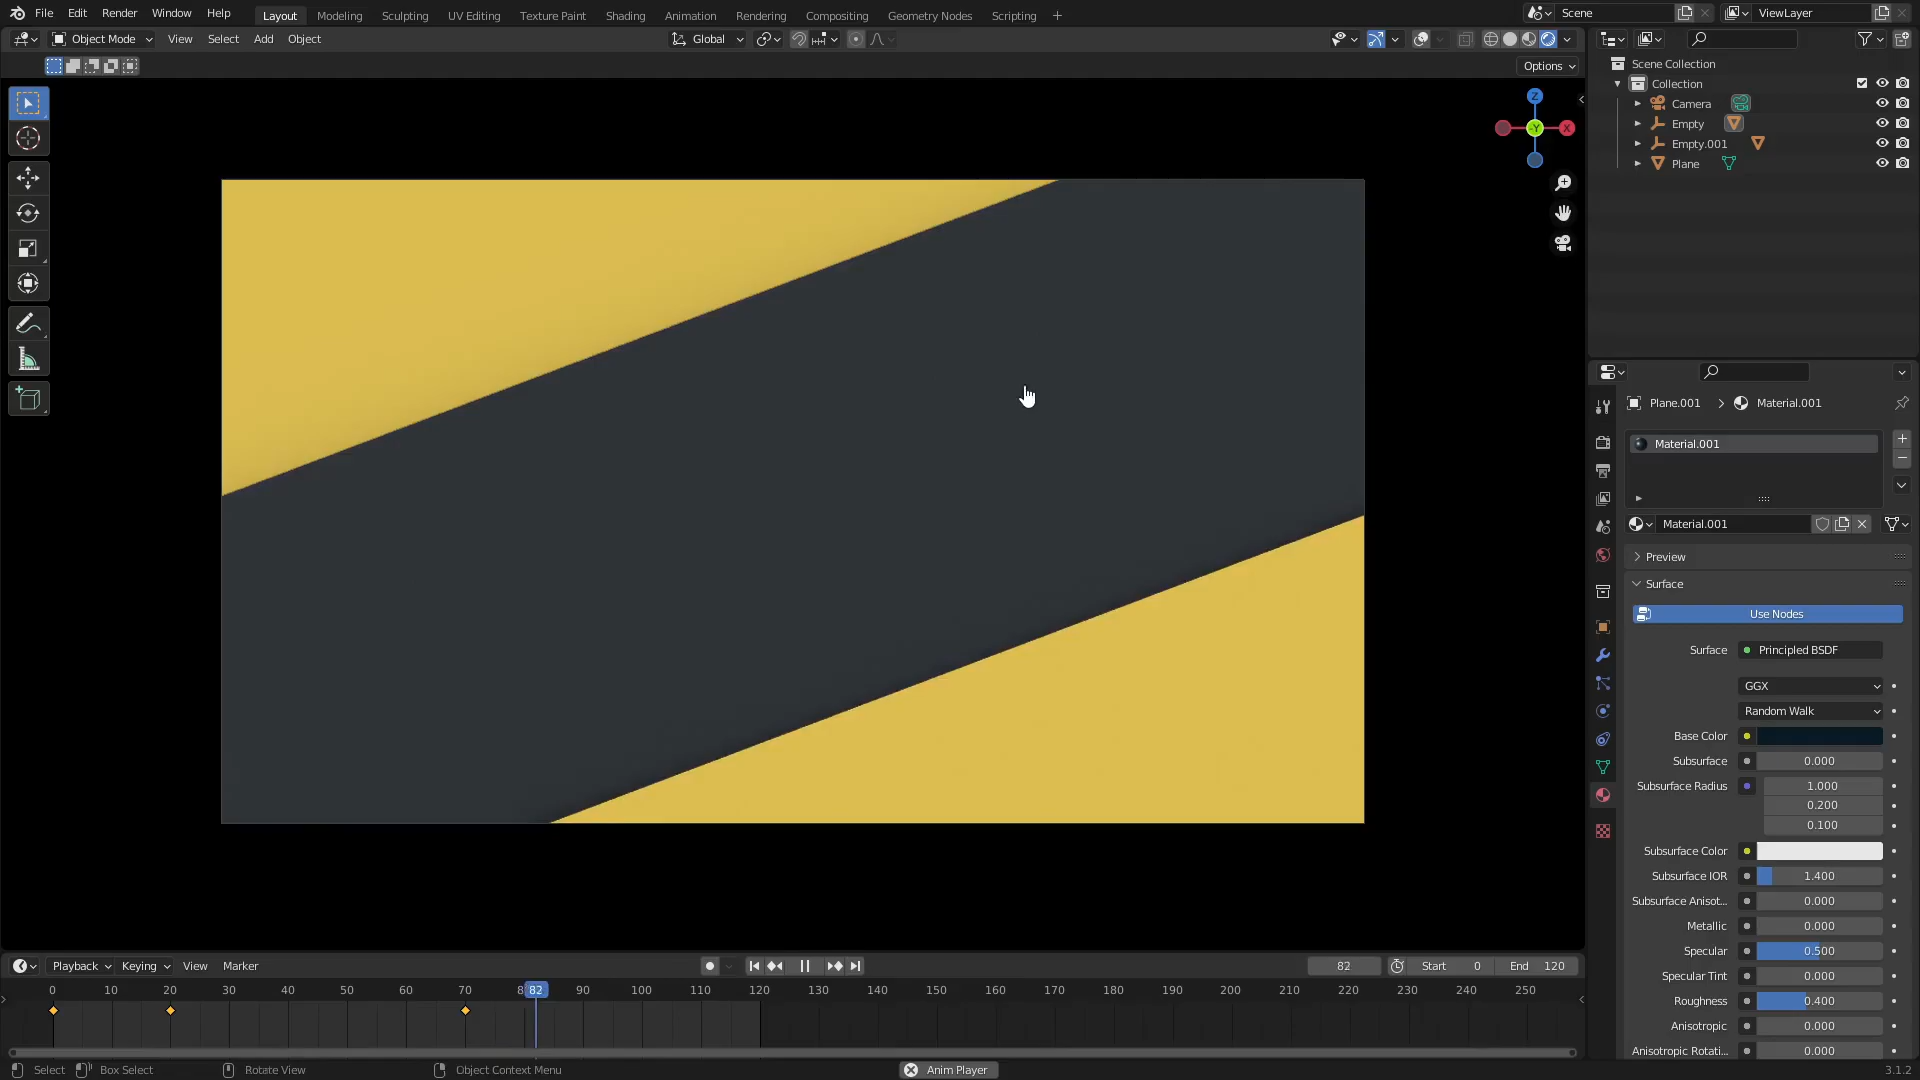 File Edit Render Window Help
Layout Modeling Sculpting UV Editing Texture Paint Shading Animation Rendering Compositing Geometry Nodes Scripting +
Scene
ViewLayer
Object Mode View Select Add Object
Global
Options
Z
X
Y
Scene Collection
Collection
Camera
Empty
Empty.001
Plane
Plane.001 > Material.001
Material.001
Material.001
Preview
Surface
Use Nodes
Surface Principled BSDF
GGX
Random Walk
Base Color
Subsurface 0.000
Subsurface Radius 1.000
0.200
0.100
Subsurface Color
Subsurface IOR 1.400
Subsurface Anisot... 0.000
Metallic 0.000
Specular 0.500
Specular Tint 0.000
Roughness 0.400
Anisotropic 0.000
Anisotropic Rotati... 0.000
Playback Keying View Marker
82
Start 0
End 120
0 10 20 30 40 50 60 70 8 82 90 100 110 120 130 140 150 160 170 180 190 200 210 220 230 240 250
Select Box Select Rotate View Object Context Menu
Anim Player
3.1.2